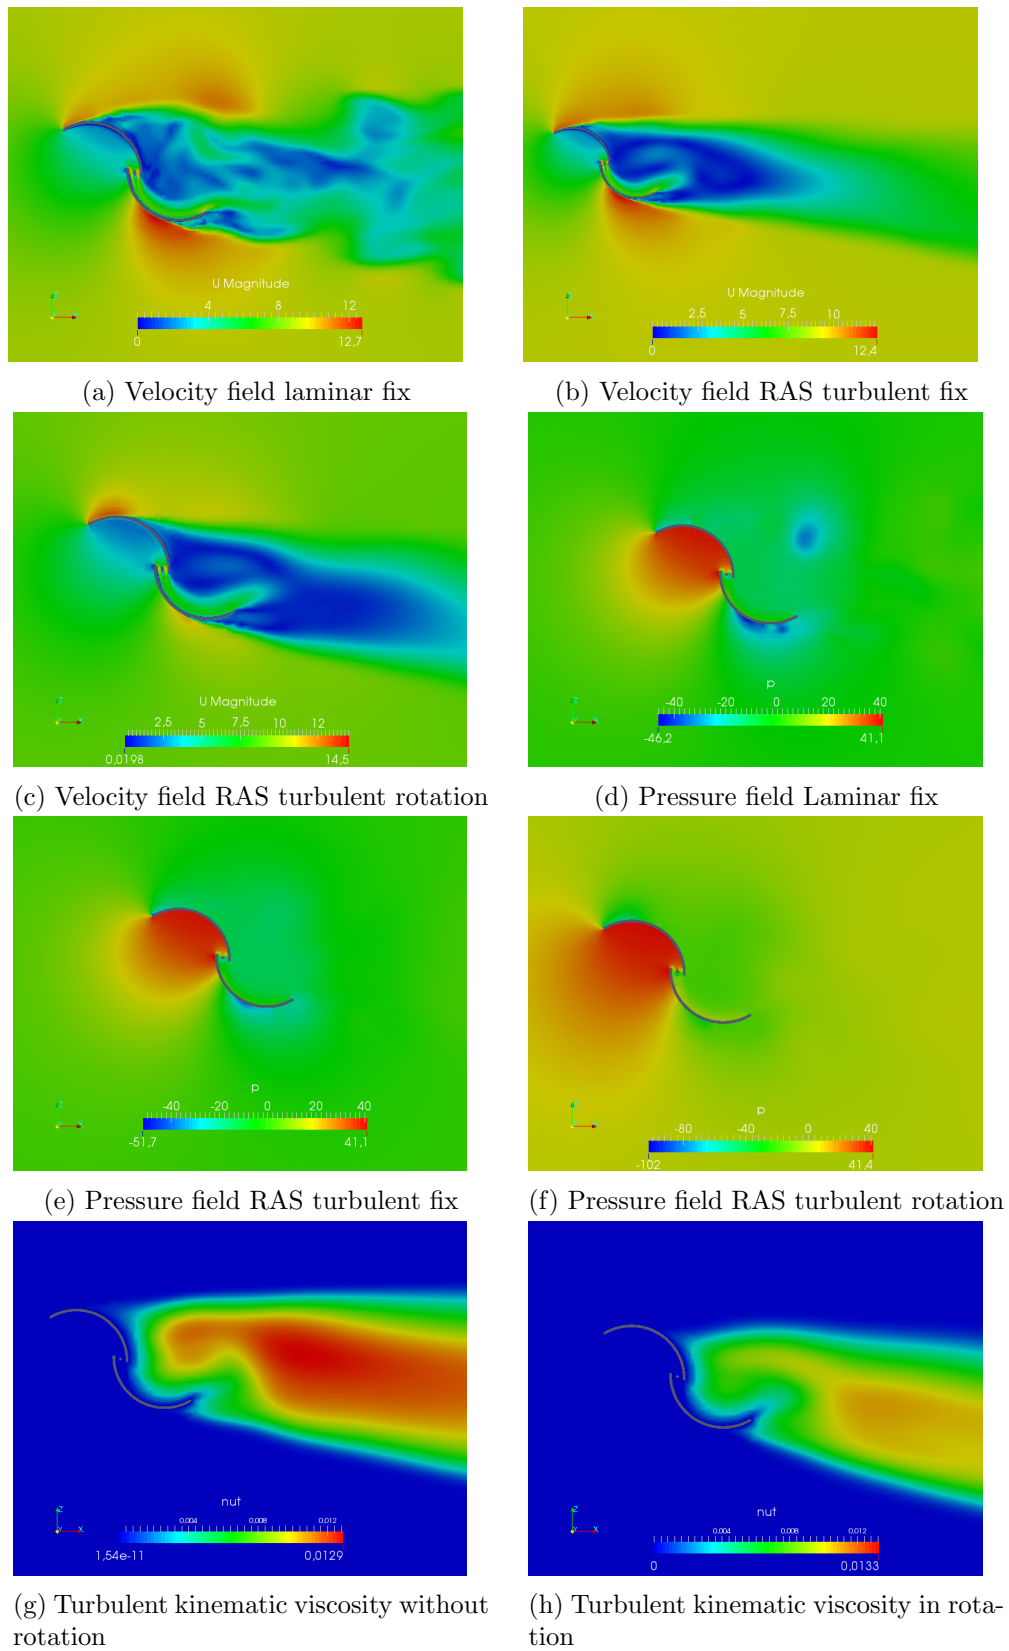 U Magnitude
4 8 12
0 12,7
U Magnitude
2,5 5 7,5 10
0 12,4
(a) Velocity field laminar fix
(b) Velocity field RAS turbulent fix
U Magnitude
2,5 5 7,5 10 12
0,0198 14,5
p
-40 -20 0 20 40
-46,2 41,1
(c) Velocity field RAS turbulent rotation
(d) Pressure field Laminar fix
p
-40 -20 0 20 40
-51,7 41,1
p
-80 -40 0 40
-102 41,4
(e) Pressure field RAS turbulent fix
(f) Pressure field RAS turbulent rotation
nut
0,004 0,008 0,012
1,54e-11 0,0129
nut
0,004 0,008 0,012
0 0,0133
(g) Turbulent kinematic viscosity without
rotation
(h) Turbulent kinematic viscosity in rota-
tion